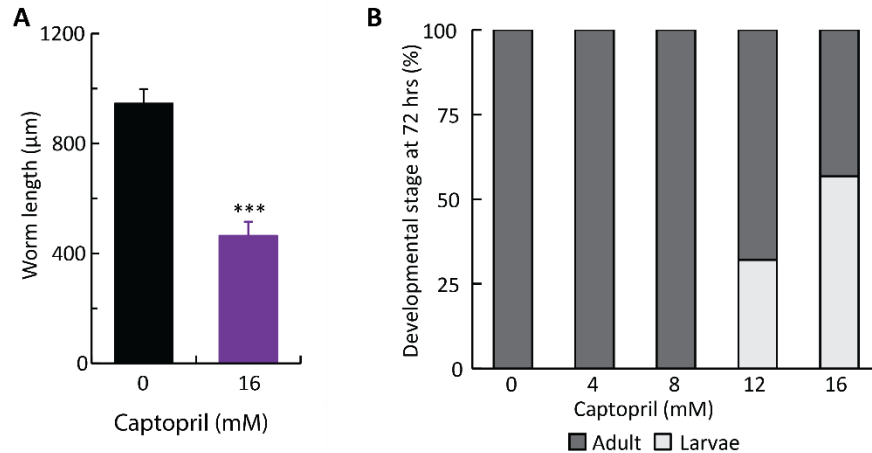 A
1200
800
400
0
Worm length (µm)
***
0 16
Captopril (mM)
B
100
75
50
25
0
Developmental stage at 72 hrs (%)
0 4 8 12 16
Captopril (mM)
Adult Larvae